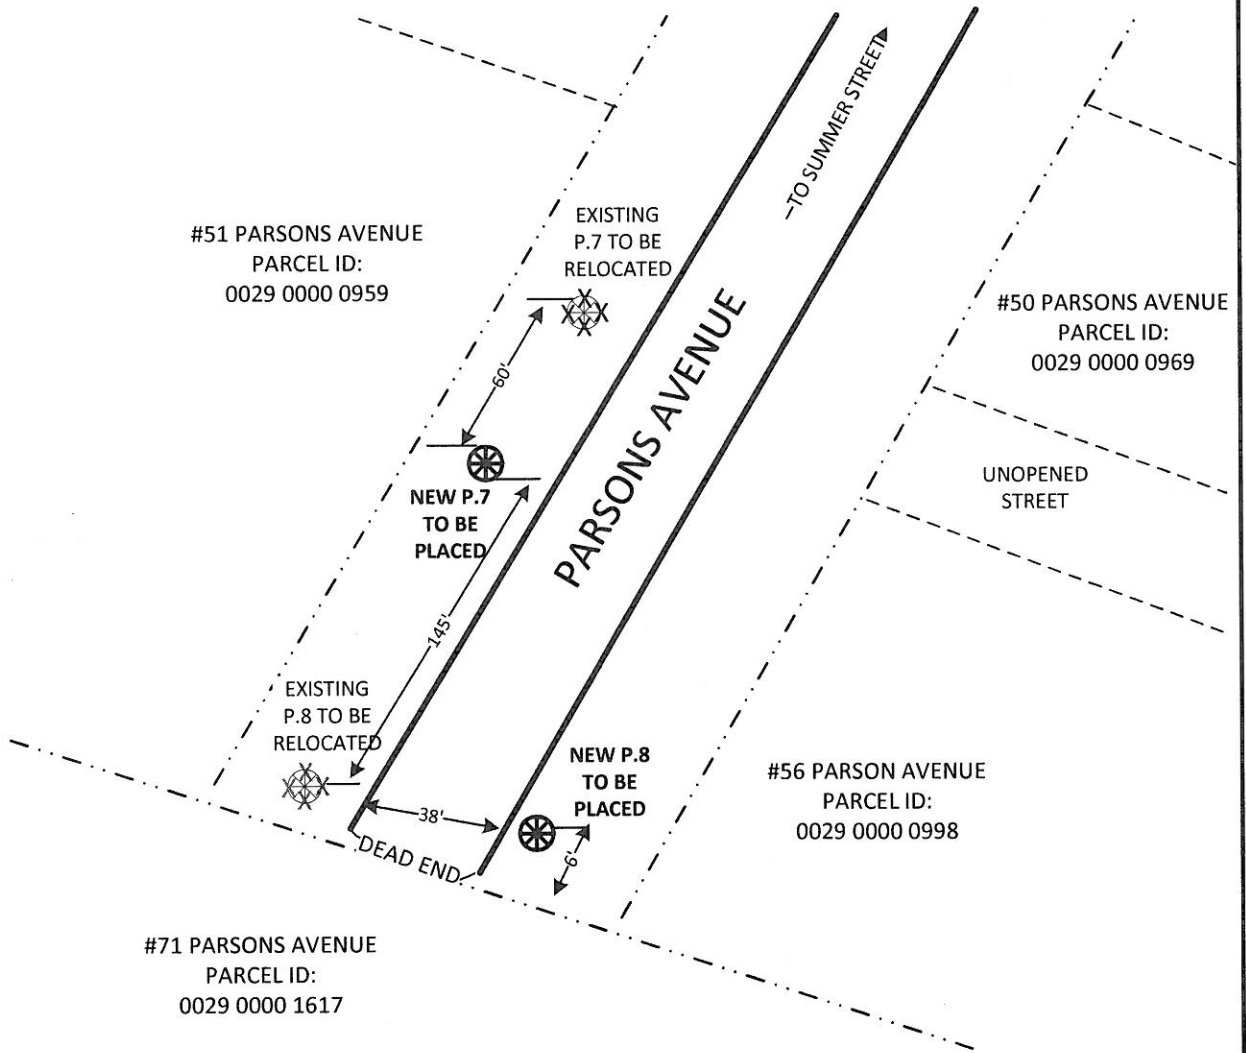 –TO SUMMER STREET
EXISTING
P.7 TO BE
RELOCATED
#51 PARSONS AVENUE
PARCEL ID:
0029 0000 0959
#50 PARSONS AVENUE
PARCEL ID:
0029 0000 0969
60'
PARSONS AVENUE
NEW P.7
TO BE
PLACED
UNOPENED
STREET
145'
EXISTING
P.8 TO BE
RELOCATED
NEW P.8
TO BE
PLACED
#56 PARSON AVENUE
PARCEL ID:
0029 0000 0998
38'
6'
DEAD END
#71 PARSONS AVENUE
PARCEL ID:
0029 0000 1617